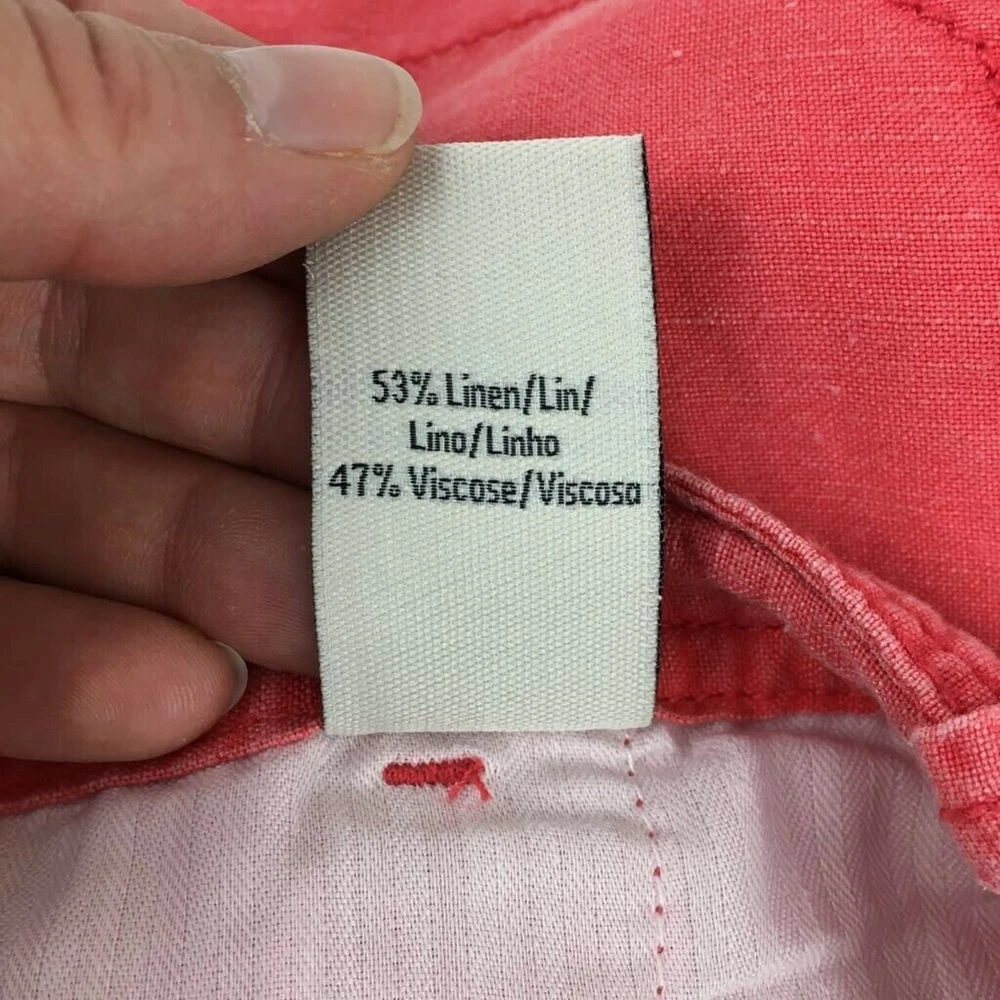 53% Linen/Lin/
Lino/Linho
47% Viscose/Viscosa